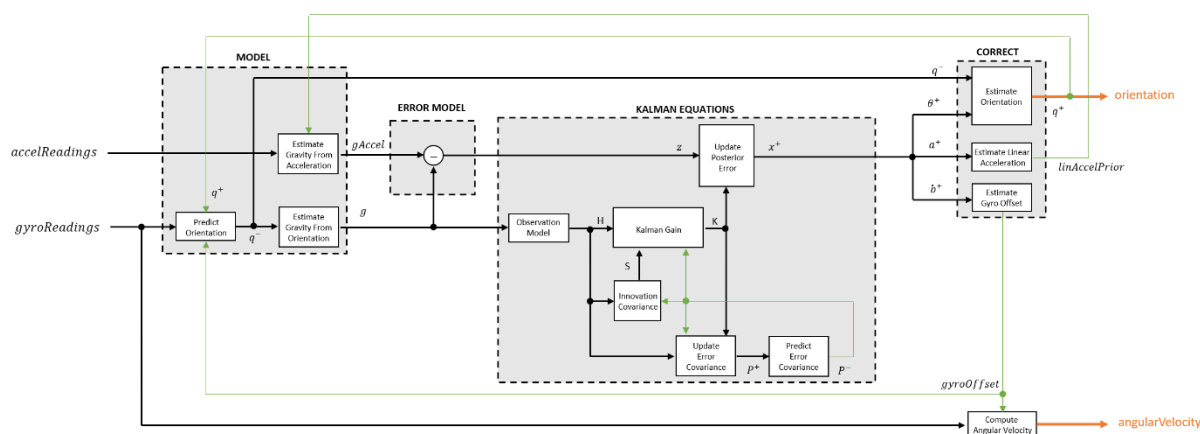 MODEL
ERROR MODEL
KALMAN EQUATIONS
CORRECT
q⁻
Estimate
Orientation
orientation
θ⁺
q⁺
accelReadings
Estimate
Gravity From
Acceleration
gAccel
−
z
Update
Posterior
Error
x⁺
a⁺
Estimate Linear
Acceleration
linAccelPrior
q⁺
b⁺
Estimate
Gyro Offset
gyroReadings
Predict
Orientation
q⁻
Estimate
Gravity From
Orientation
g
Observation
Model
H
Kalman Gain
K
S
Innovation
Covariance
Update
Error
Covariance
P⁺
Predict
Error
Covariance
P⁻
gyroOffset
Compute
Angular Velocity
angularVelocity